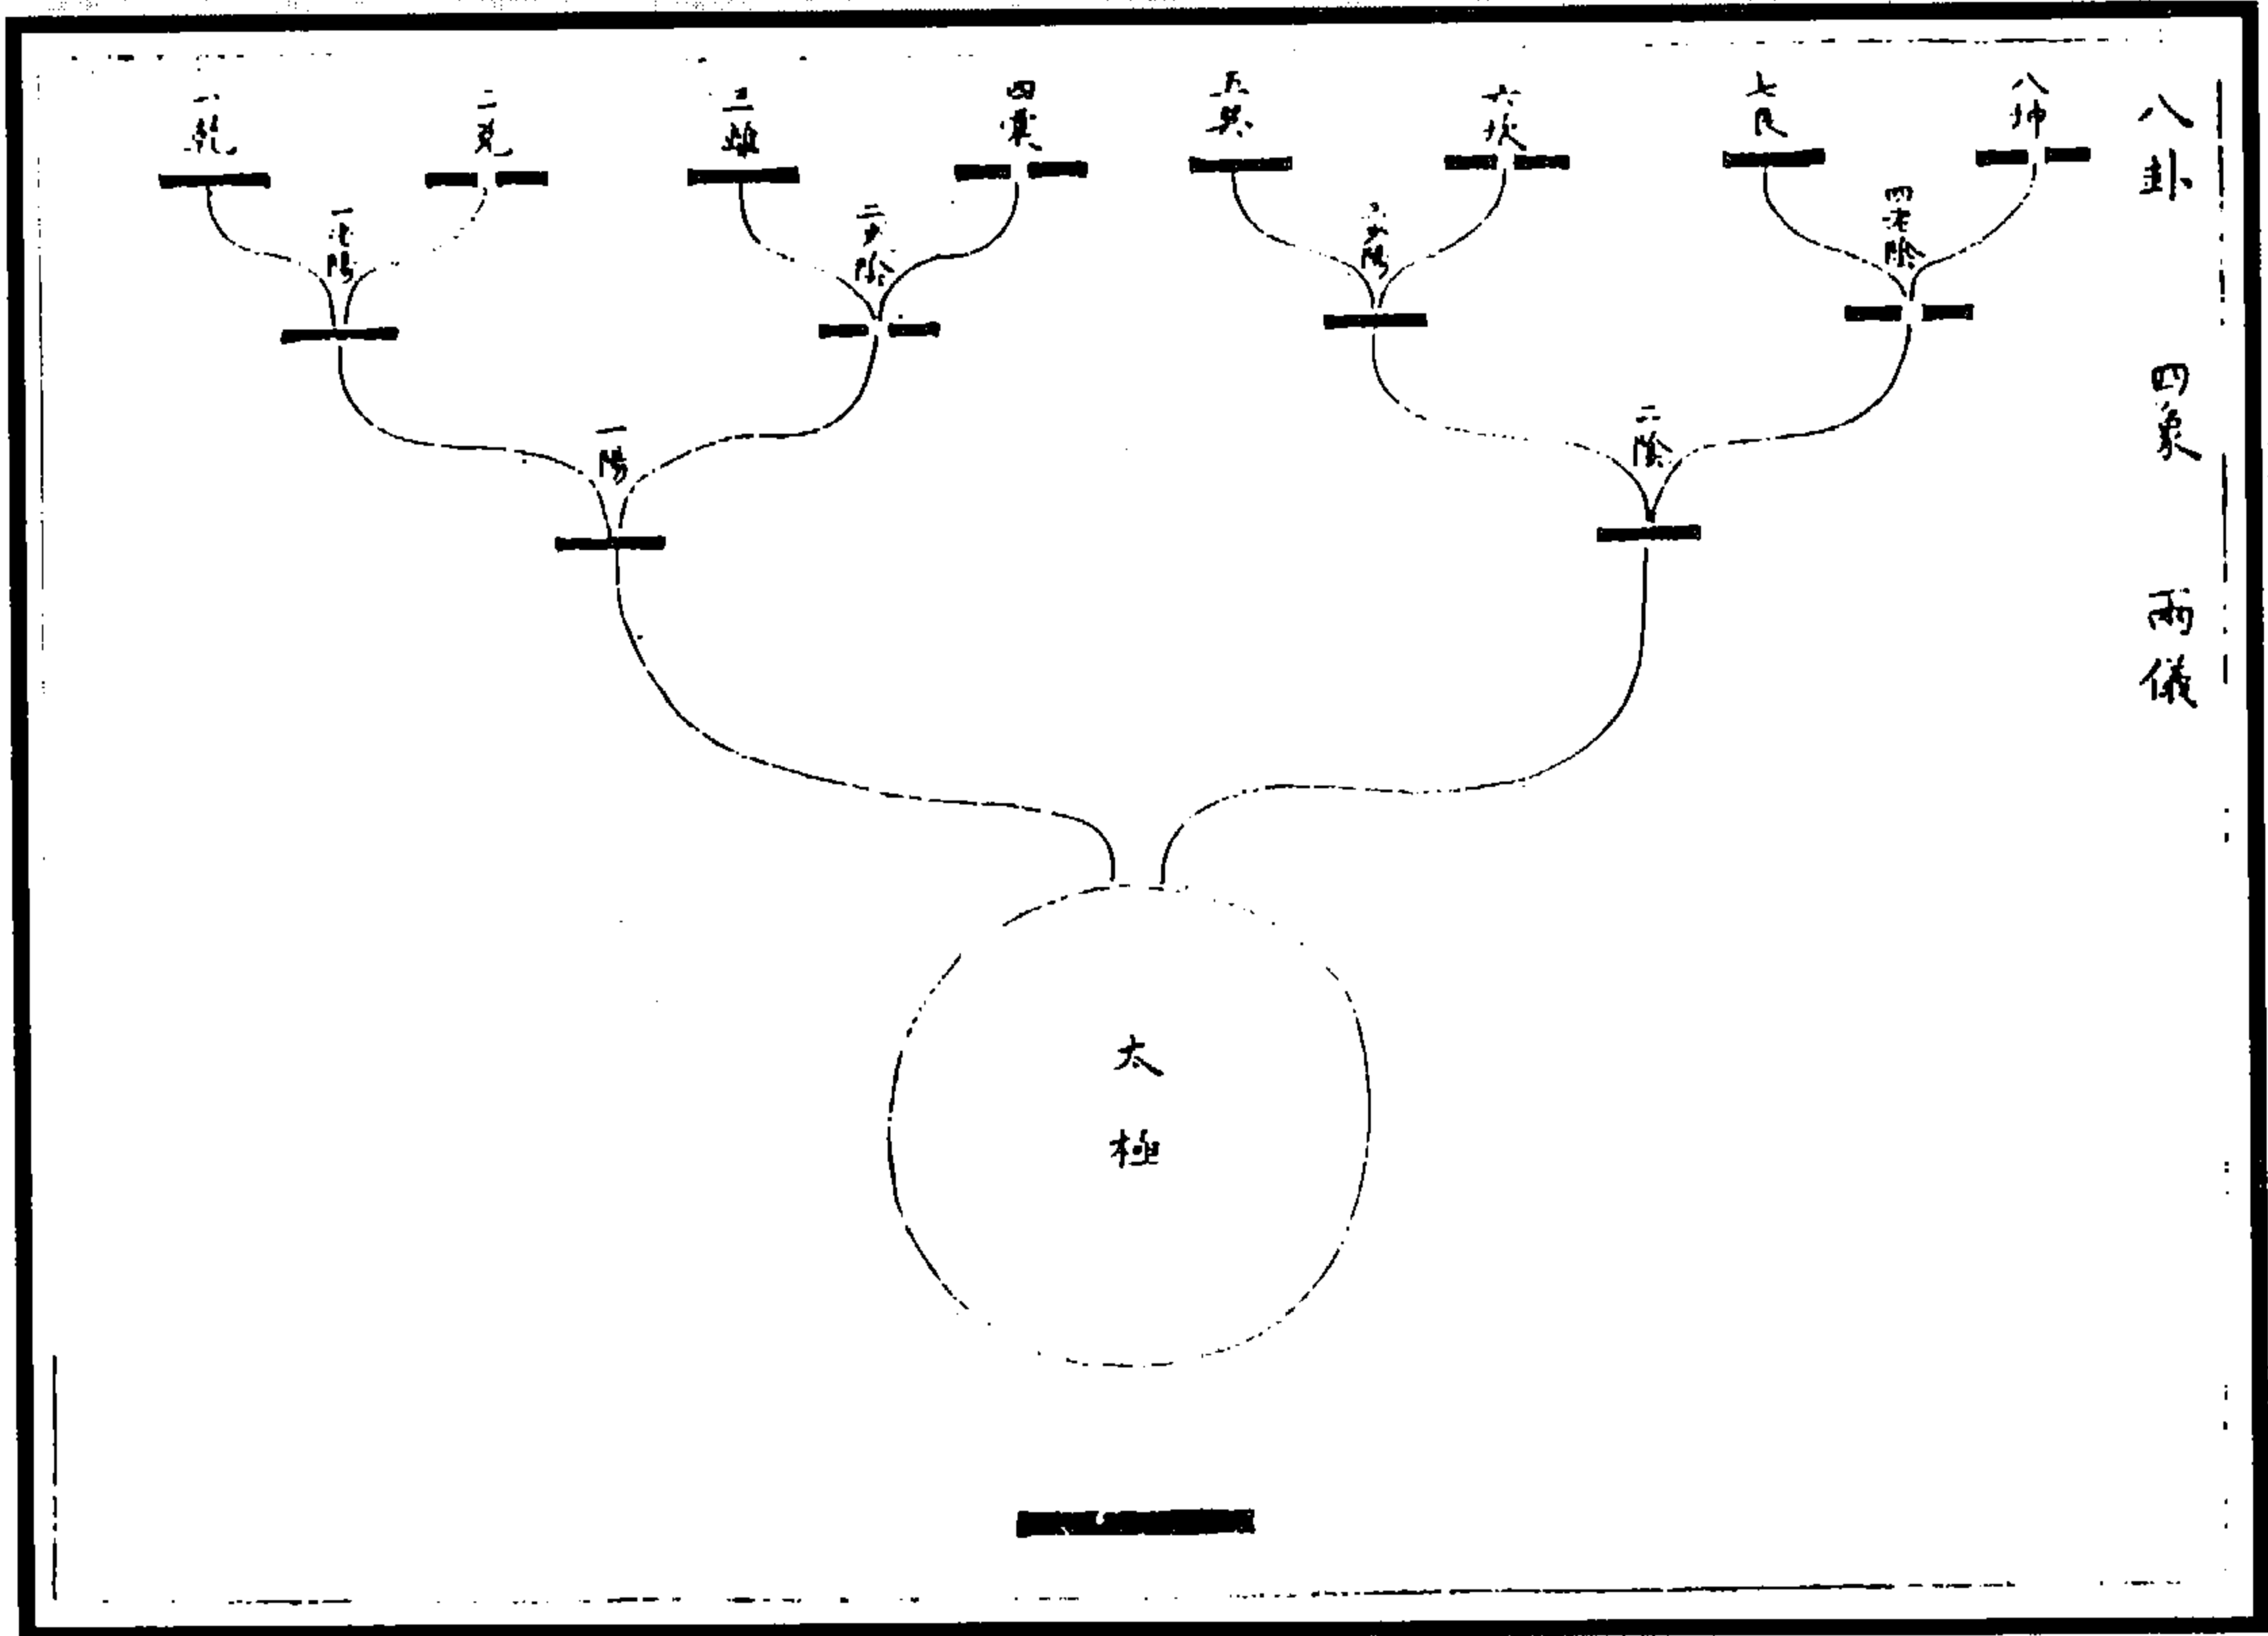 八卦
四象
兩儀
八坤
七艮
六坎
五巽
四震
三離
二兌
一乾
四老陰
三少陽
二少陰
一老陽
二陰
一陽
太極